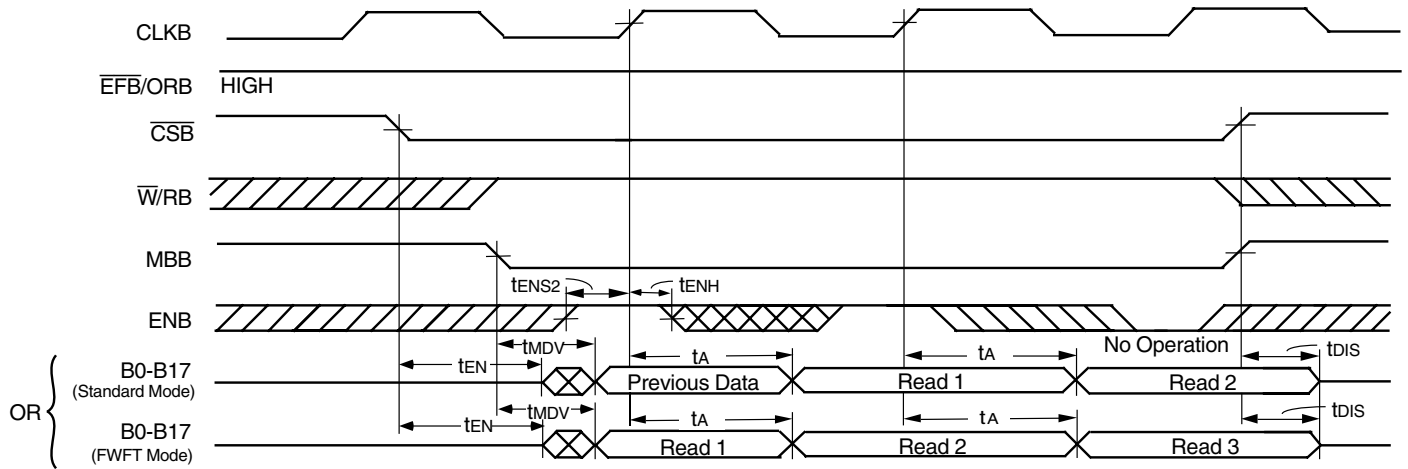 CLKB
EFB/ORB HIGH
CSB
W/RB
MBB
tENS2 tENH
ENB
No Operation
tMDV tA tA tDIS
tEN
B0-B17 Previous Data Read 1 Read 2
(Standard Mode)
OR
tMDV tA tA tDIS
tEN
B0-B17 Read 1 Read 2 Read 3
(FWFT Mode)